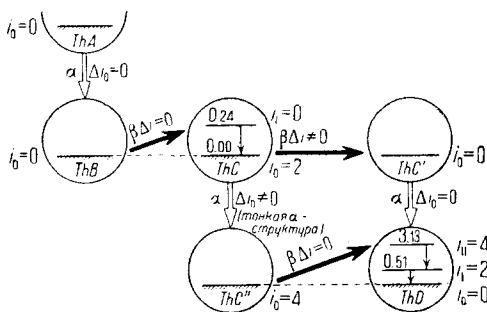 i₀=0
ThA
α Δi₀=0
i₀=0
ThB
βΔi=0
0.24
0.00
ThC
i₁=0
i₀=2
βΔi≠0
ThC'
i₀=0
α Δi₀≠0
(тонкая α-
структура)
α Δi₀=0
ThC"
i₀=4
βΔi=0
3.13
0.51
ThD
i₁₁=4
i₁=2
i₀=0